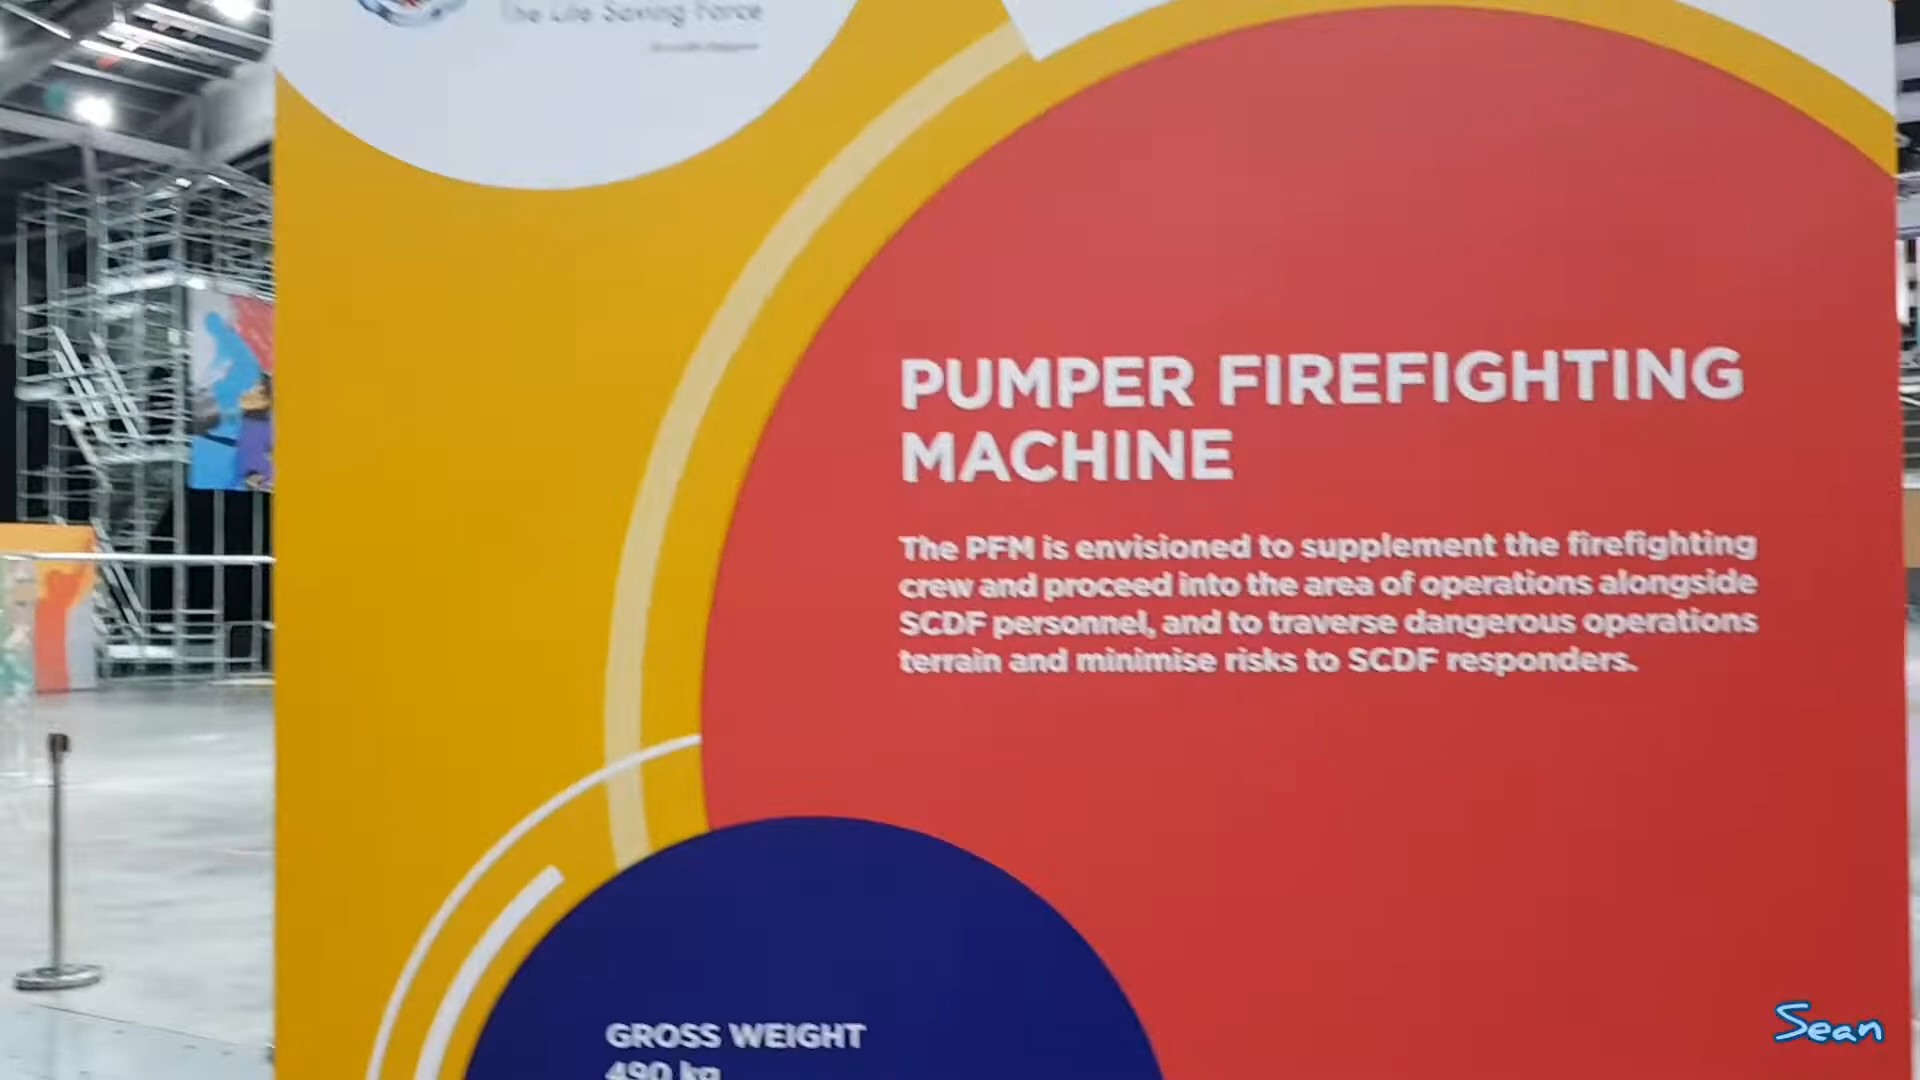 The Life Saving Force
PUMPER FIREFIGHTING
MACHINE
The PFM is envisioned to supplement the firefighting
crew and proceed into the area of operations alongside
SCDF personnel, and to traverse dangerous operations
terrain and minimise risks to SCDF responders.
GROSS WEIGHT
490 kg
Sean